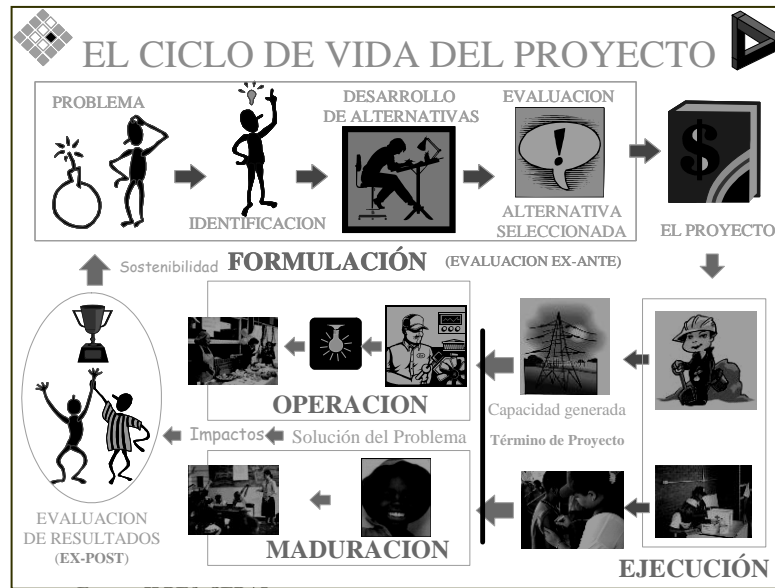 EL CICLO DE VIDA DEL PROYECTO
PROBLEMA
IDENTIFICACION
DESARROLLO
DE ALTERNATIVAS
EVALUACION
ALTERNATIVA
SELECCIONADA
$
EL PROYECTO
Sostenibilidad
FORMULACIÓN
(EVALUACION EX-ANTE)
OPERACION
Capacidad generada
Término de Proyecto
Impactos
Solución del Problema
MADURACION
EJECUCIÓN
EVALUACION
DE RESULTADOS
(EX-POST)